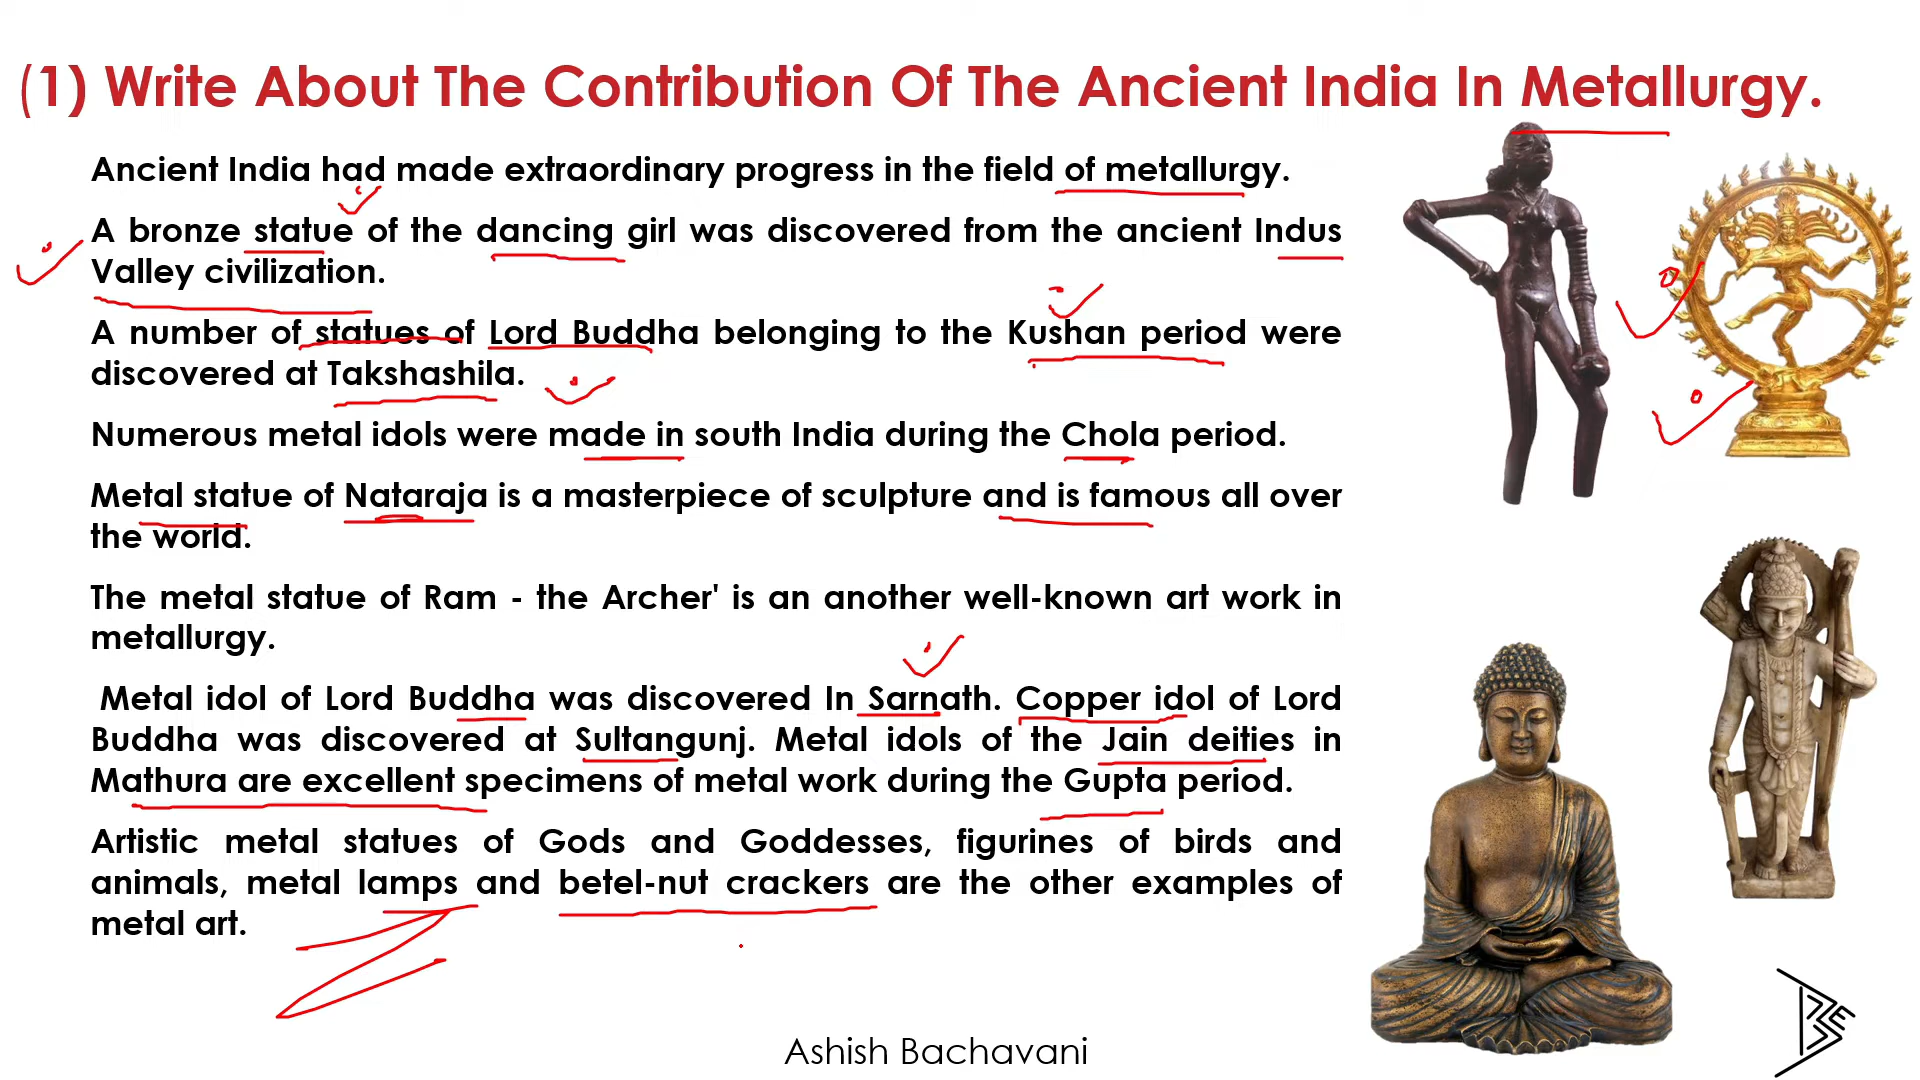 (1) Write About The Contribution Of The Ancient India In Metallurgy.
Ancient India had made extraordinary progress in the field of metallurgy.
A bronze statue of the dancing girl was discovered from the ancient Indus
Valley civilization.
A number of statues of Lord Buddha belonging to the Kushan period were
discovered at Takshashila.
Numerous metal idols were made in south India during the Chola period.
Metal statue of Nataraja is a masterpiece of sculpture and is famous all over
the world.
The metal statue of Ram - the Archer' is an another well-known art work in
metallurgy.
Metal idol of Lord Buddha was discovered In Sarnath. Copper idol of Lord
Buddha was discovered at Sultangunj. Metal idols of the Jain deities in
Mathura are excellent specimens of metal work during the Gupta period.
Artistic metal statues of Gods and Goddesses, figurines of birds and
animals, metal lamps and betel-nut crackers are the other examples of
metal art.
Ashish Bachavani